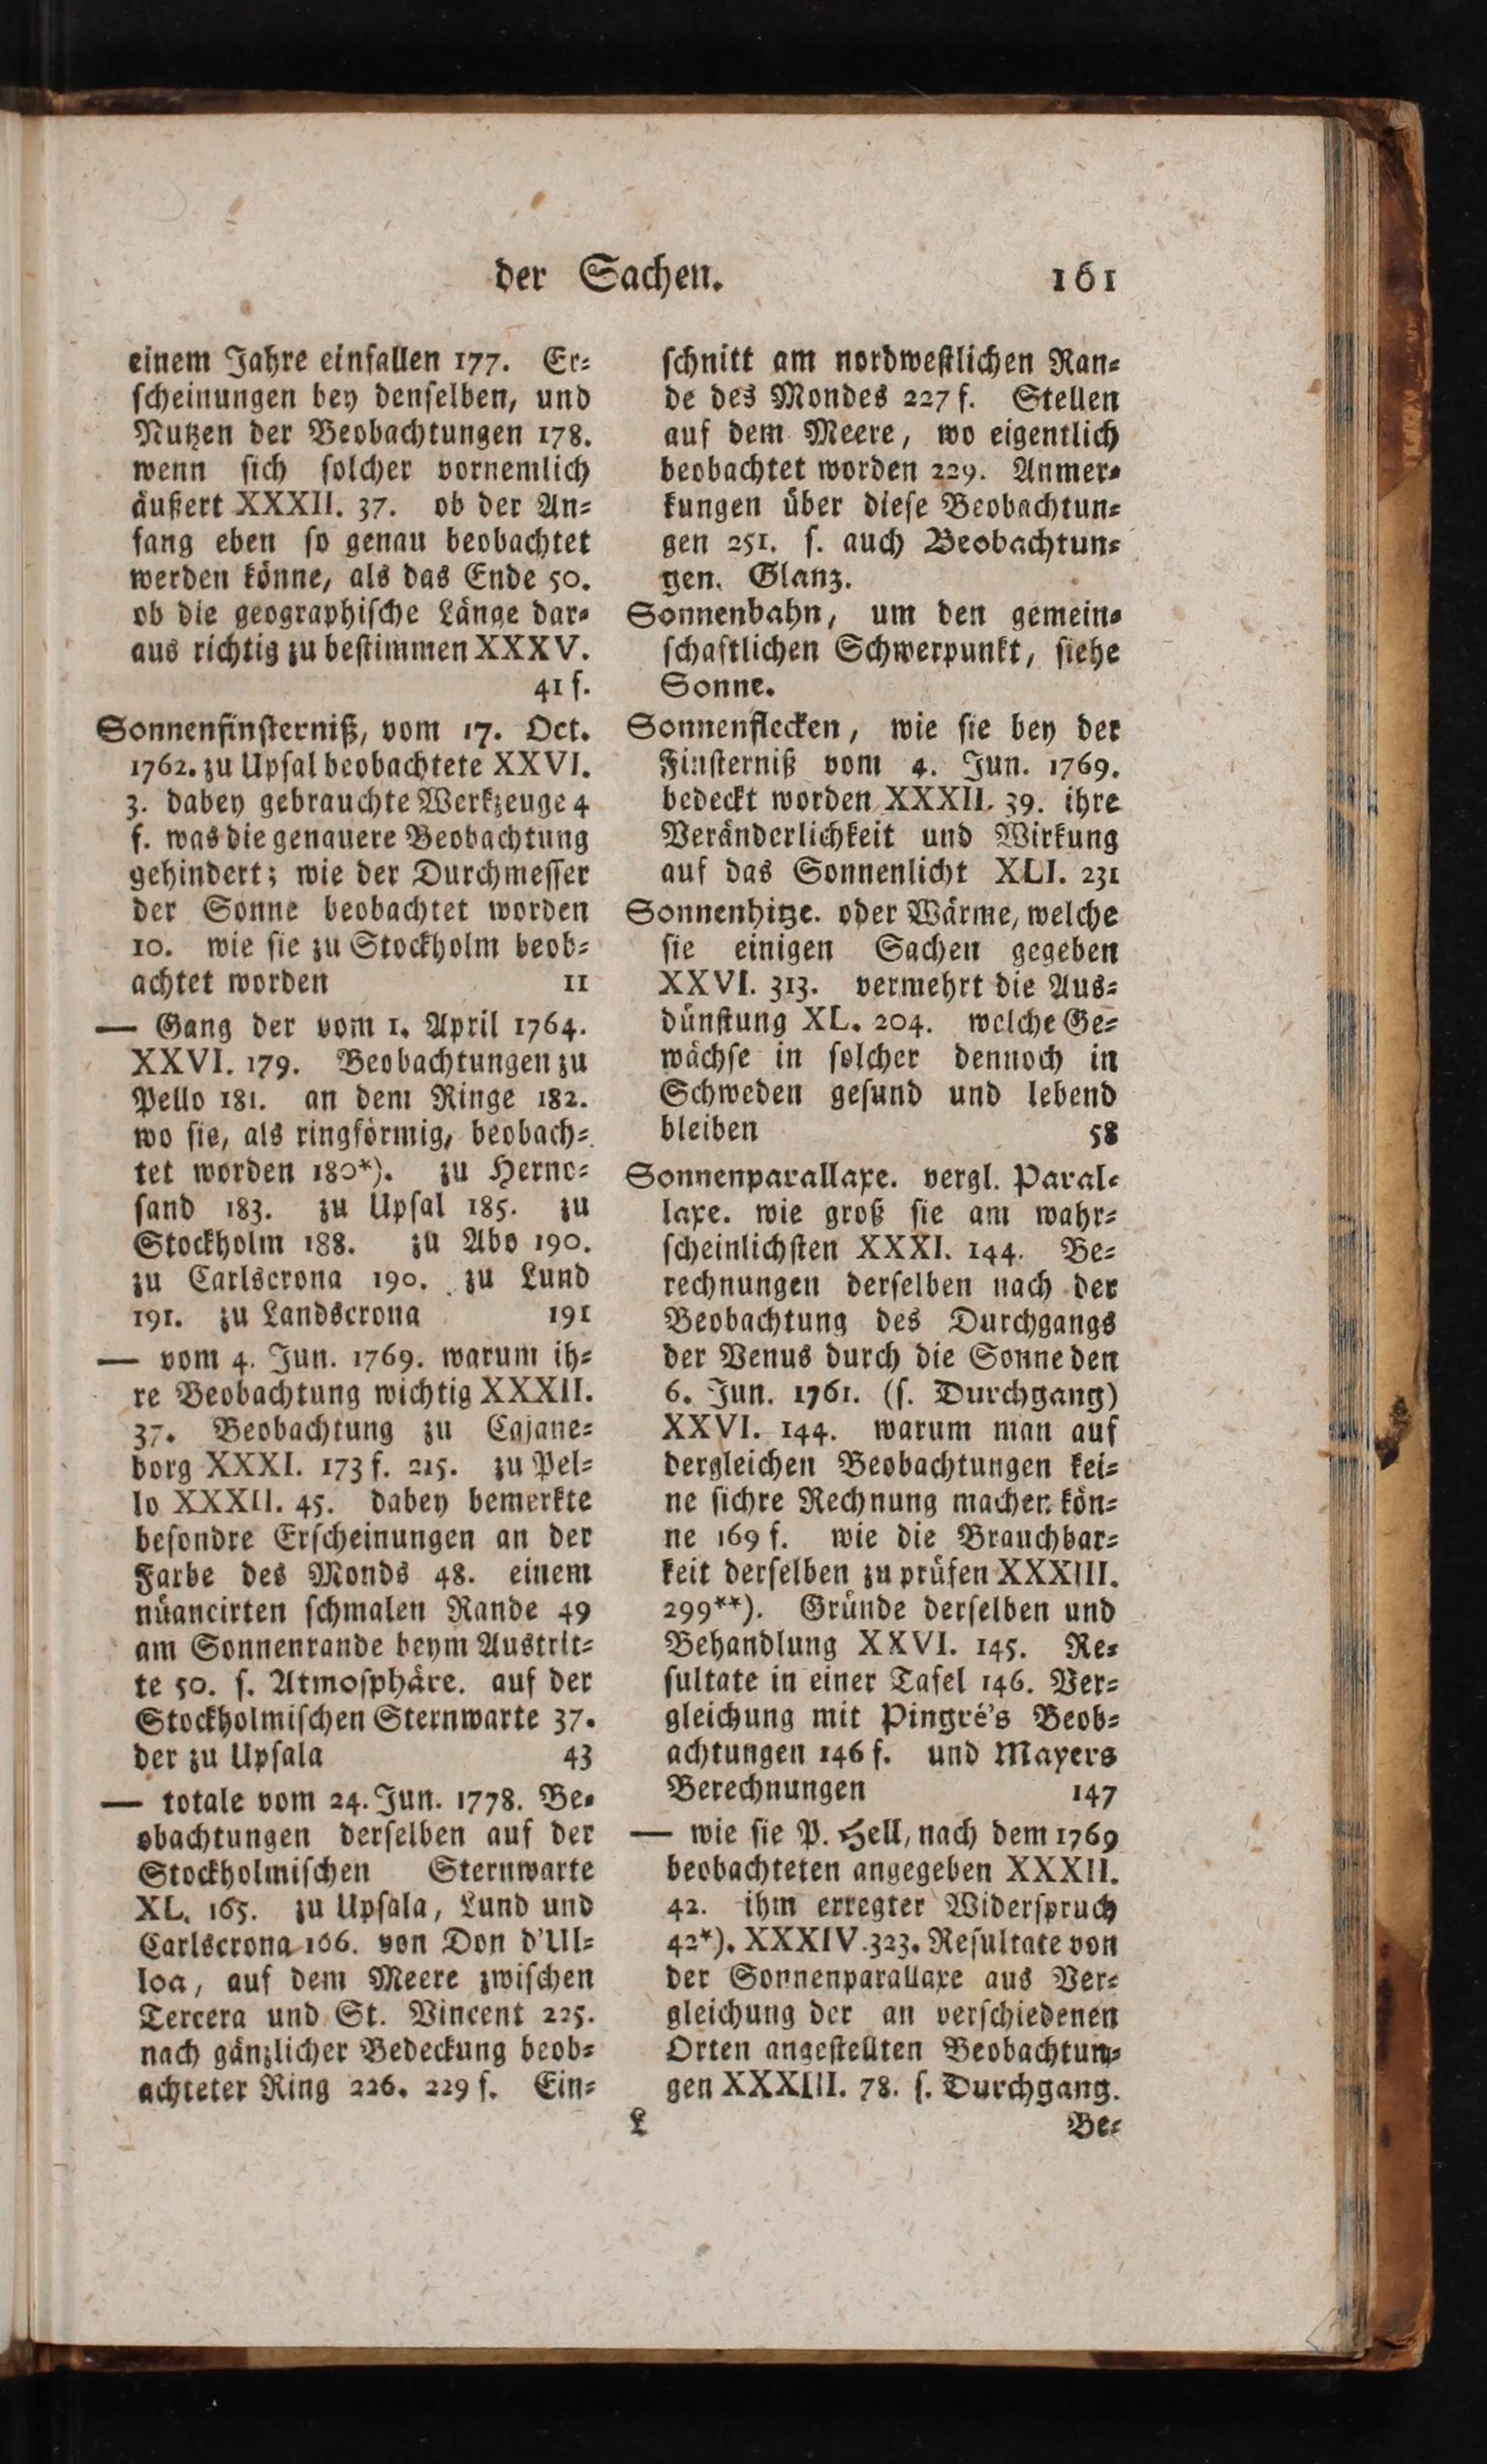 der Sachen. 161
einem Jahre einfallen 177. Er⸗
ſcheinungen bey denſelben, und
Nutzen der Beobachtungen 178.
wenn ſich ſolcher vornemlich
äußert XXXII. 37. ob der An⸗
fang eben ſo genau beobachtet
werden könne, als das Ende 50.
ob die geographiſche Länge dar⸗
aus richtig zu beſtimmen XXXV.
41 f.
Sonnenfinſterniß, vom 17. Oct.
1762. zu Upſal beobachtete XXVI.
3. dabey gebrauchte Werkzeuge 4
f. was die genauere Beobachtung
gehindert; wie der Durchmeſſer
der Sonne beobachtet worden
10. wie ſie zu Stockholm beob⸗
achtet worden 11
— Gang der vom 1. April 1764.
XXVI. 179. Beobachtungen zu
Pello 181. an dem Ringe 182.
wo ſie, als ringförmig, beobach⸗
tet worden 180*). zu Herno⸗
ſand 183. zu Upſal 185. zu
Stockholm 188. zu Abo 190.
zu Carlscrona 190. zu Lund
191. zu Landscrona 191
— vom 4. Jun. 1769. warum ih⸗
re Beobachtung wichtig XXXII.
37. Beobachtung zu Cajane⸗
borg XXXI. 173 f. 215. zu Pel⸗
lo XXXII. 45. dabey bemerkte
beſondre Erſcheinungen an der
Farbe des Monds 48. einem
nüancirten ſchmalen Rande 49
am Sonnenrande beym Austrit⸗
te 50. ſ. Atmoſphäre. auf der
Stockholmiſchen Sternwarte 37.
der zu Upſala 43
— totale vom 24. Jun. 1778. Be⸗
obachtungen derſelben auf der
Stockholmiſchen Sternwarte
XL. 165. zu Upſala, Lund und
Carlscrona 166. von Don d'Ul⸗
loa, auf dem Meere zwiſchen
Tercera und St. Vincent 225.
nach gänzlicher Bedeckung beob⸗
achteter Ring 226. 229 f. Ein⸗
ſchnitt am nordweſtlichen Ran⸗
de des Mondes 227 f. Stellen
auf dem Meere, wo eigentlich
beobachtet worden 229. Anmer⸗
kungen über dieſe Beobachtun⸗
gen 251. ſ. auch Beobachtun⸗
gen. Glanz.
Sonnenbahn, um den gemein⸗
ſchaftlichen Schwerpunkt, ſiehe
Sonne.
Sonnenflecken, wie ſie bey der
Finſterniß vom 4. Jun. 1769.
bedeckt worden XXXII. 39. ihre
Veränderlichkeit und Wirkung
auf das Sonnenlicht XLI. 231
Sonnenhitze. oder Wärme, welche
ſie einigen Sachen gegeben
XXVI. 313. vermehrt die Aus⸗
dünſtung XL. 204. welche Ge⸗
wächſe in ſolcher dennoch in
Schweden geſund und lebend
bleiben 58
Sonnenparallaxe. vergl. Paral⸗
laxe. wie groß ſie am wahr⸗
ſcheinlichſten XXXI. 144. Be⸗
rechnungen derſelben nach der
Beobachtung des Durchgangs
der Venus durch die Sonne den
6. Jun. 1761. (ſ. Durchgang)
XXVI. 144. warum man auf
dergleichen Beobachtungen kei⸗
ne ſichre Rechnung machen kön⸗
ne 169 f. wie die Brauchbar⸗
keit derſelben zu prüfen XXXIII.
299**). Gründe derſelben und
Behandlung XXVI. 145. Re⸗
ſultate in einer Tafel 146. Ver⸗
gleichung mit Pingré's Beob⸗
achtungen 146 f. und Mayers
Berechnungen 147
— wie ſie P. Hell, nach dem 1769
beobachteten angegeben XXXII.
42. ihm erregter Widerſpruch
42*). XXXIV. 323. Reſultate von
der Sonnenparallaxe aus Ver⸗
gleichung der an verſchiedenen
Orten angeſtellten Beobachtun⸗
gen XXXIII. 78. ſ. Durchgang.
L Be⸗